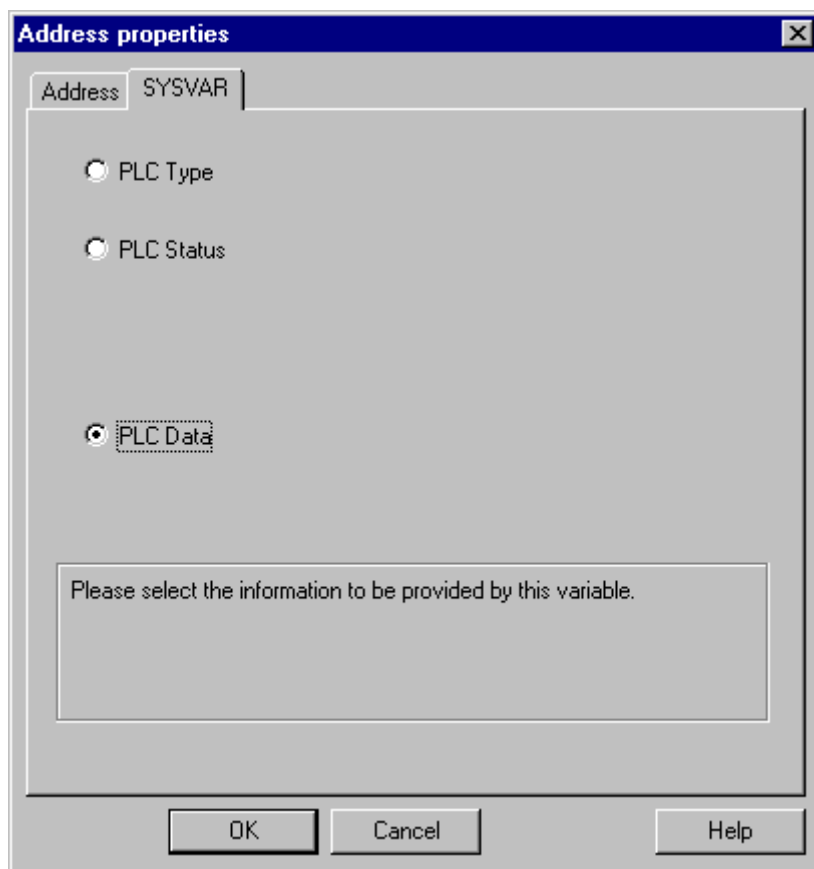 Address properties
Address
SYSVAR
PLC Type
PLC Status
PLC Data
Please select the information to be provided by this variable.
OK
Cancel
Help